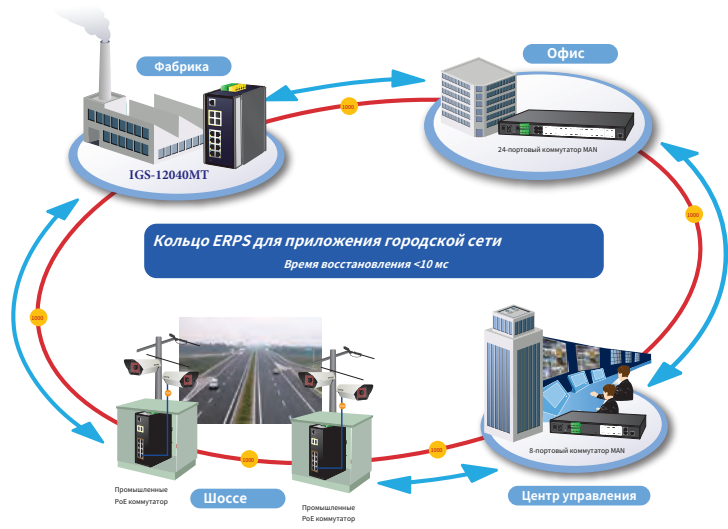 Фабрика
Офис
1000
24-портовый коммутатор MAN
IGS-12040MT
1000
Кольцо ERPS для приложения городской сети
Время восстановления <10 мс
1000
1000
1000
8-портовый коммутатор MAN
Промышленные
PoE коммутатор
Шоссе
Промышленные
PoE коммутатор
Центр управления